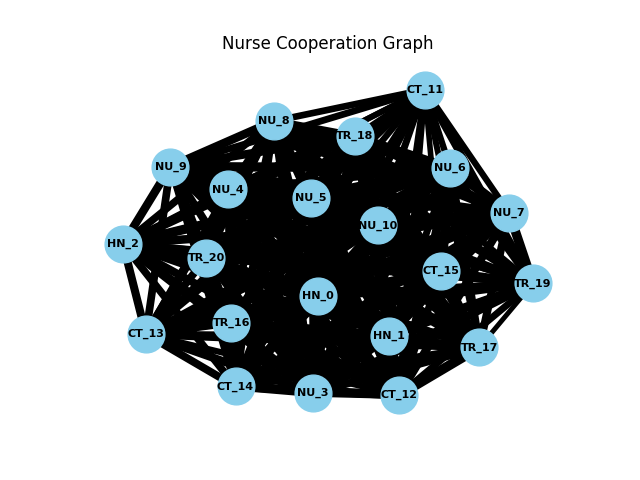 Nurse Cooperation Graph
CT_11
NU_8
TR_18
NU_9
NU_6
NU_4
NU_5
NU_7
NU_10
HN_2
TR_20
CT_15
TR_19
HN_0
TR_16
CT_13
HN_1
TR_17
CT_14
NU_3
CT_12